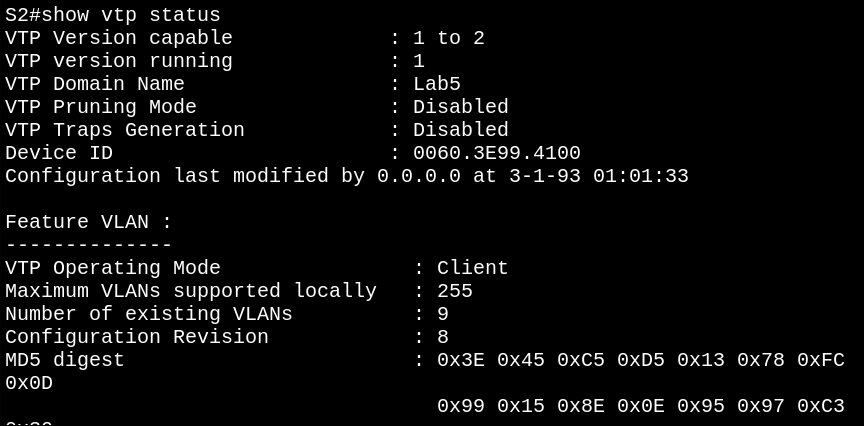 S2#show vtp status
VTP Version capable             : 1 to 2
VTP version running             : 1
VTP Domain Name                 : Lab5
VTP Pruning Mode                : Disabled
VTP Traps Generation            : Disabled
Device ID                       : 0060.3E99.4100
Configuration last modified by 0.0.0.0 at 3-1-93 01:01:33

Feature VLAN :
--------------
VTP Operating Mode                : Client
Maximum VLANs supported locally   : 255
Number of existing VLANs          : 9
Configuration Revision            : 8
MD5 digest                        : 0x3E 0x45 0xC5 0xD5 0x13 0x78 0xFC
0x0D
                                    0x99 0x15 0x8E 0x0E 0x95 0x97 0xC3